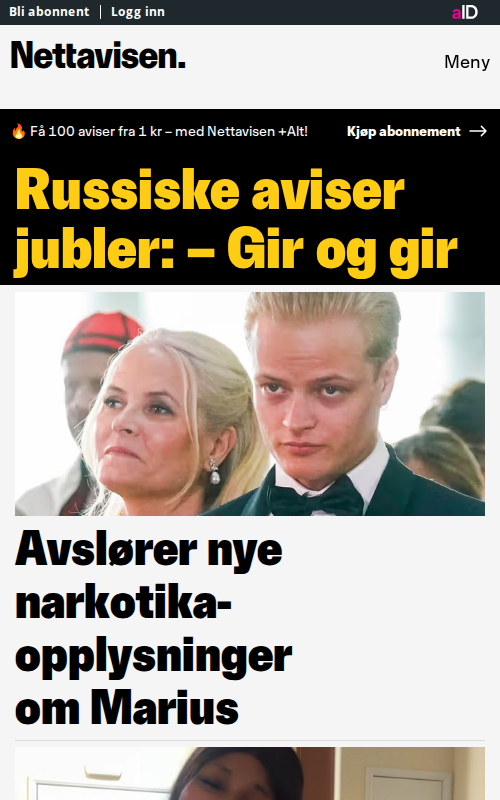 Bli abonnent | Logg inn
aID
Nettavisen.
Meny
🔥 Få 100 aviser fra 1 kr – med Nettavisen +Alt!
Kjøp abonnement →
Russiske aviser
jubler: – Gir og gir
Avslører nye
narkotika-
opplysninger
om Marius